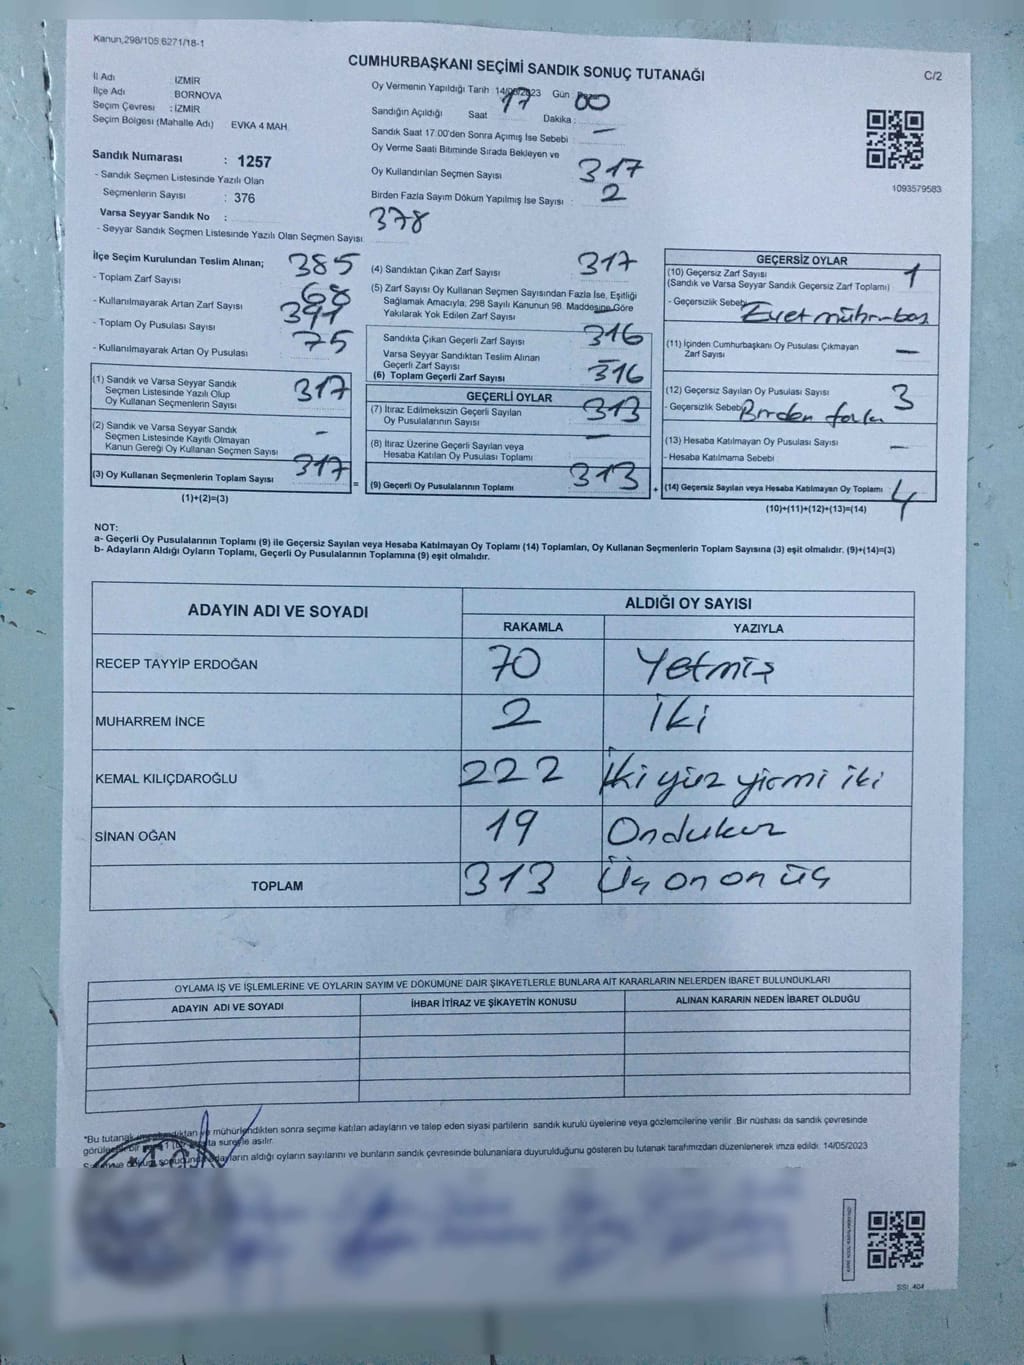 Kanun,298/105;6271/18-1
CUMHURBAŞKANI SEÇİMİ SANDIK SONUÇ TUTANAĞI
C/2
İl Adı İZMİR
İlçe Adı BORNOVA
Seçim Çevresi : İZMİR
Seçim Bölgesi (Mahalle Adı) EVKA 4 MAH.
Sandık Numarası : 1257
- Sandık Seçmen Listesinde Yazılı Olan
Seçmenlerin Sayısı : 376
Varsa Seyyar Sandık No :
- Seyyar Sandık Seçmen Listesinde Yazılı Olan Seçmen Sayısı 378
Oy Vermenin Yapıldığı Tarih :14/05/2023 Gün :
Sandığın Açıldığı Saat 17 Dakika : 00
Sandık Saat 17:00'den Sonra Açımış İse Sebebi : —
Oy Verme Saati Bitiminde Sırada Bekleyen ve
Oy Kullandırılan Seçmen Sayısı 317
Birden Fazla Sayım Döküm Yapılmış İse Sayısı : 2
1093579583
İlçe Seçim Kurulundan Teslim Alınan;
- Toplam Zarf Sayısı 385
- Kullanılmayarak Artan Zarf Sayısı 68
- Toplam Oy Pusulası Sayısı
- Kullanılmayarak Artan Oy Pusulası 75
(1) Sandık ve Varsa Seyyar Sandık
Seçmen Listesinde Yazılı Olup
Oy Kullanan Seçmenlerin Sayısı 317
(2) Sandık ve Varsa Seyyar Sandık
Seçmen Listesinde Kayıtlı Olmayan
Kanun Gereği Oy Kullanan Seçmen Sayısı -
(3) Oy Kullanan Seçmenlerin Toplam Sayısı 317
(1)+(2)=(3)
=
(4) Sandıktan Çıkan Zarf Sayısı 317
(5) Zarf Sayısı Oy Kullanan Seçmen Sayısından Fazla İse, Eşitliği
Sağlamak Amacıyla, 298 Sayılı Kanunun 98. Maddesine Göre
Yakılarak Yok Edilen Zarf Sayısı —
Sandıkta Çıkan Geçerli Zarf Sayısı 316
Varsa Seyyar Sandıktan Teslim Alınan
Geçerli Zarf Sayısı —
(6) Toplam Geçerli Zarf Sayısı 316
GEÇERLİ OYLAR
(7) İtiraz Edilmeksizin Geçerli Sayılan
Oy Pusulalarının Sayısı 313
(8) İtiraz Üzerine Geçerli Sayılan veya
Hesaba Katılan Oy Pusulası Toplamı —
(9) Geçerli Oy Pusulalarının Toplamı 313
+
GEÇERSİZ OYLAR
(10) Geçersiz Zarf Sayısı
(Sandık ve Varsa Seyyar Sandık Geçersiz Zarf Toplamı) 1
- Geçersizlik Sebebi Evet mührü boş
(11) İçinden Cumhurbaşkanı Oy Pusulası Çıkmayan
Zarf Sayısı —
(12) Geçersiz Sayılan Oy Pusulası Sayısı 3
- Geçersizlik Sebebi Birden fazla
(13) Hesaba Katılmayan Oy Pusulası Sayısı —
- Hesaba Katılmama Sebebi :
(14) Geçersiz Sayılan veya Hesaba Katılmayan Oy Toplamı 4
(10)+(11)+(12)+(13)=(14)
NOT:
a- Geçerli Oy Pusulalarının Toplamı (9) ile Geçersiz Sayılan veya Hesaba Katılmayan Oy Toplamı (14) Toplamları, Oy Kullanan Seçmenlerin Toplam Sayısına (3) eşit olmalıdır. (9)+(14)=(3)
b- Adayların Aldığı Oyların Toplamı, Geçerli Oy Pusulalarının Toplamına (9) eşit olmalıdır.
ADAYIN ADI VE SOYADI ALDIĞI OY SAYISI
RAKAMLA YAZIYLA
RECEP TAYYİP ERDOĞAN 70 Yetmiş
MUHARREM İNCE 2 İki
KEMAL KILIÇDAROĞLU 222 İki yüz yirmi iki
SİNAN OĞAN 19 Ondokuz
TOPLAM 313 Üç on on üç
OYLAMA İŞ VE İŞLEMLERİNE VE OYLARIN SAYIM VE DÖKÜMÜNE DAİR ŞİKAYETLERLE BUNLARA AİT KARARLARIN NELERDEN İBARET BULUNDUKLARI
ADAYIN ADI VE SOYADI İHBAR İTİRAZ VE ŞİKAYETİN KONUSU ALINAN KARARIN NEDEN İBARET OLDUĞU
*Bu tutanak ve mühürlendikten sonra seçime katılan adayların ve talep eden siyasi partilerin sandık kurulu üyelerine veya gözlemcilerine verilir .Bir nüshası da sandık çevresinde
bir hafta süreyle asılır.
adayların aldığı oyların sayılarını ve bunların sandık çevresinde bulunanlara duyurulduğunu gösteren bu tutanak tarafımızdan düzenlenerek imza edildi. 14/05/2023
T.C.
SSI_404